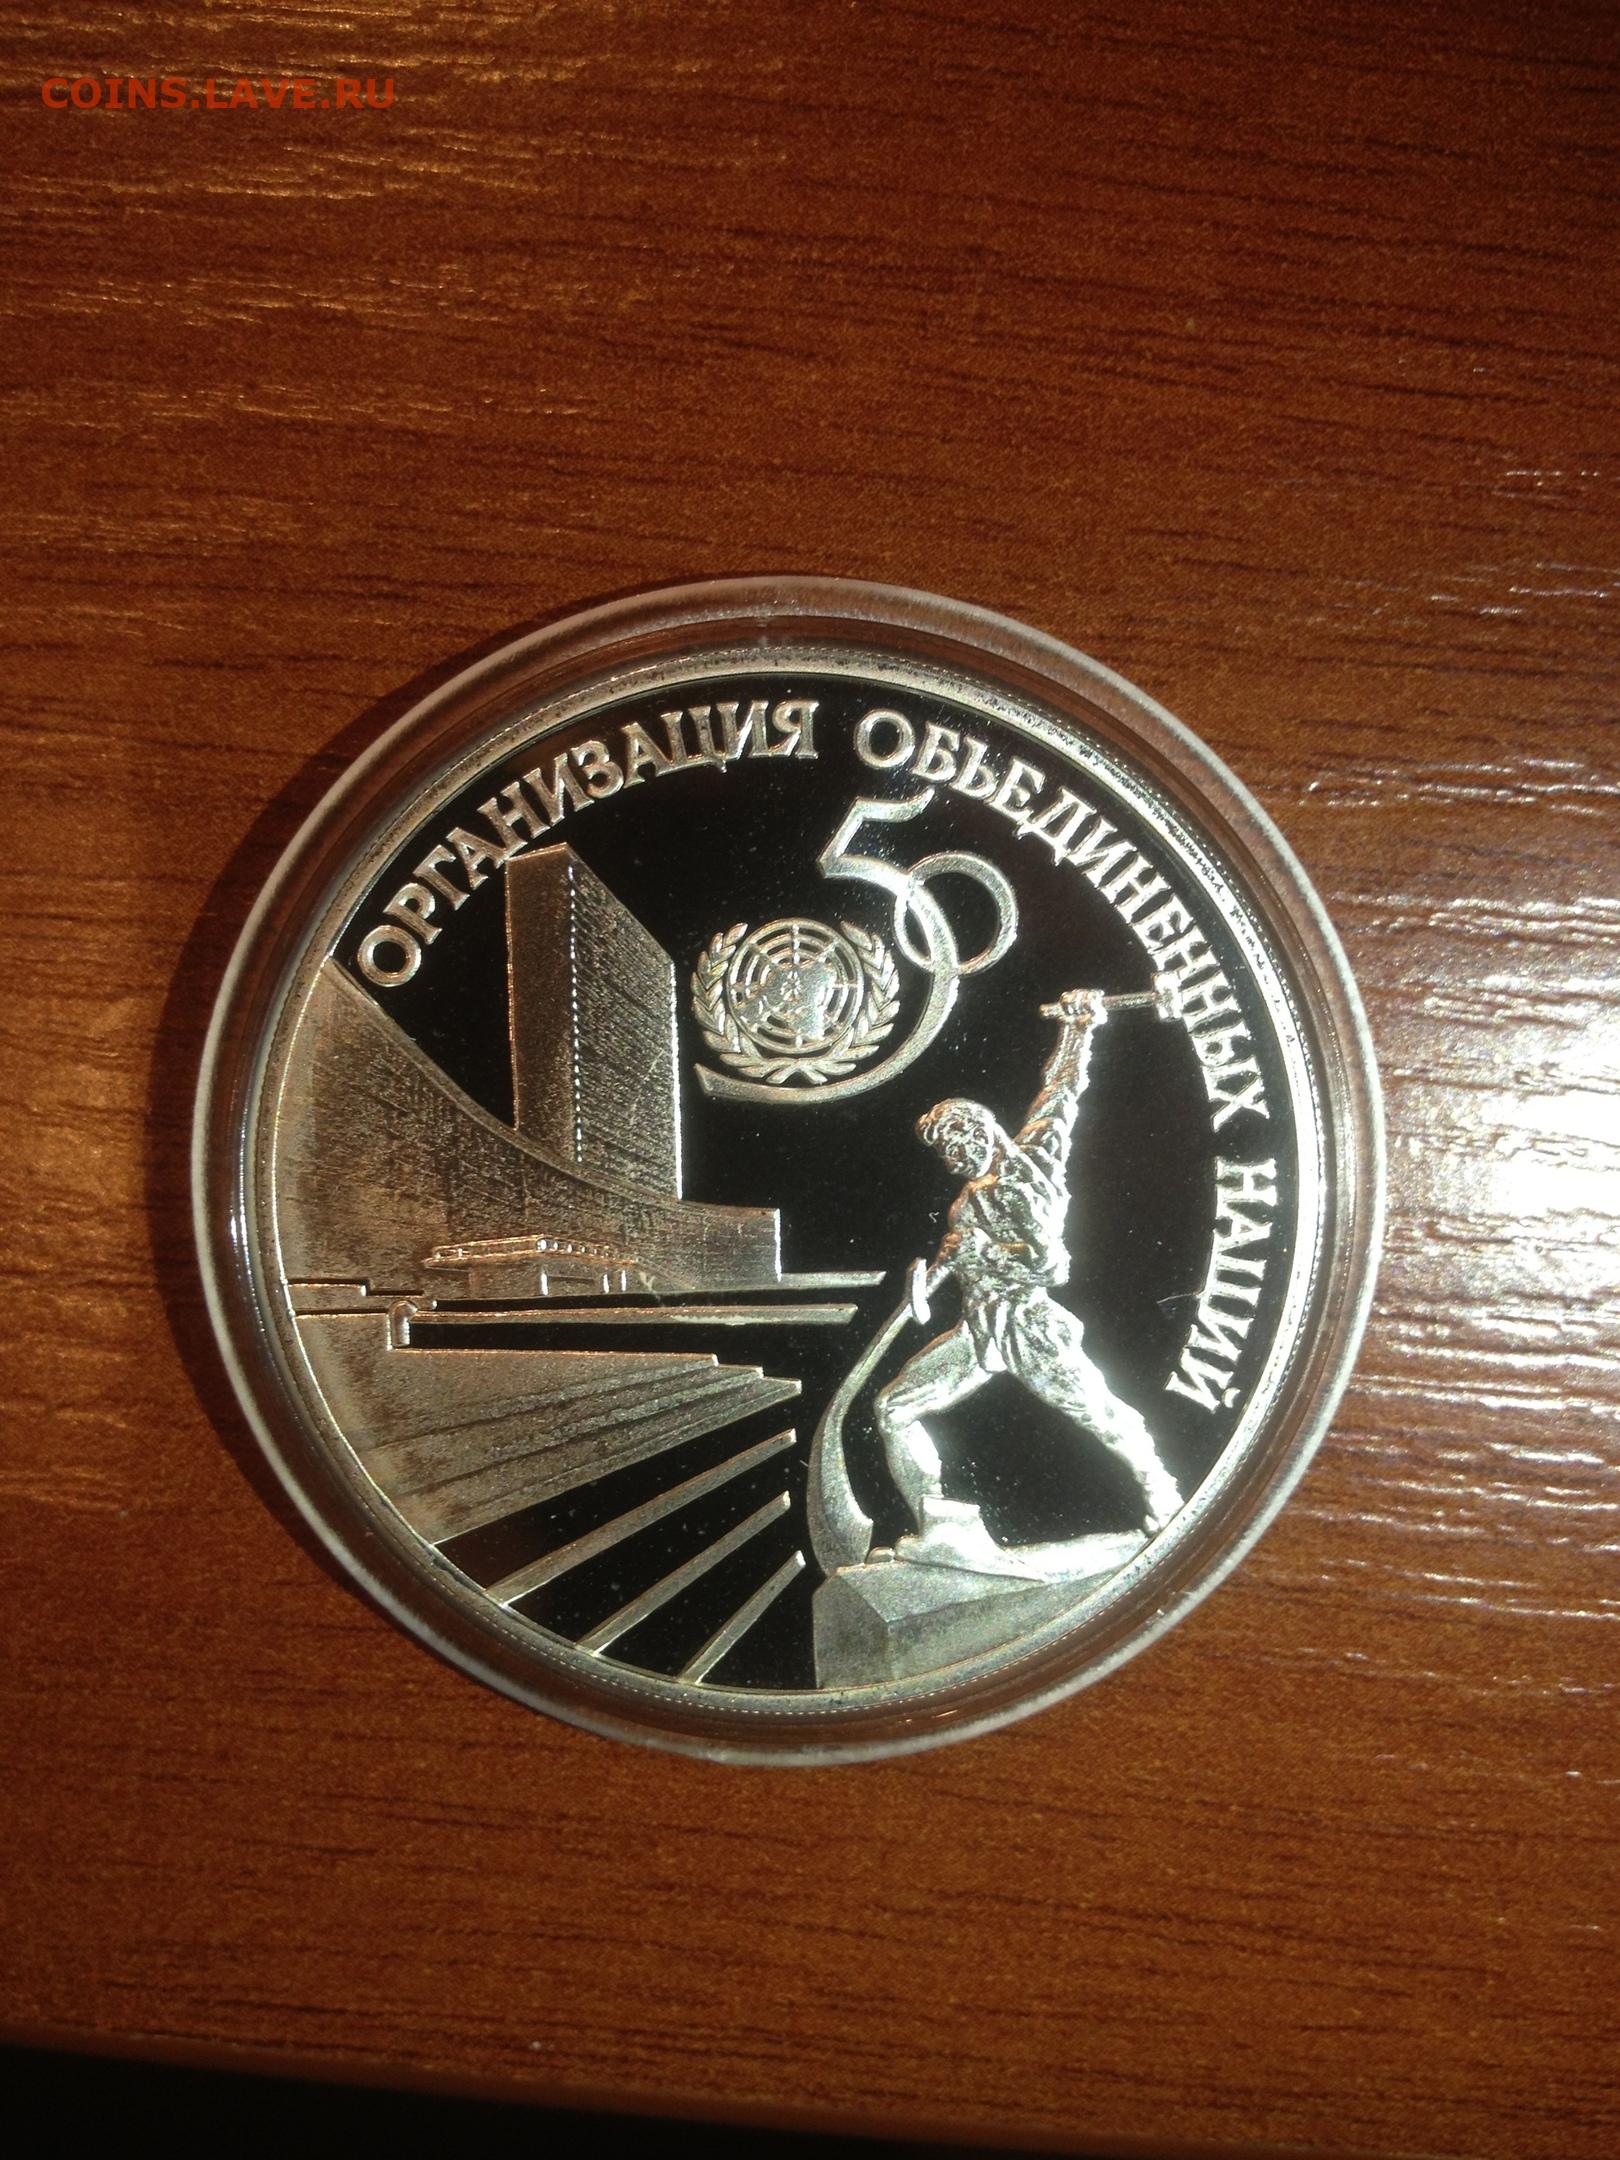 COINS.LAVE.RU
ОРГАНИЗАЦИЯ ОБЪЕДИНЕННЫХ НАЦИЙ
50